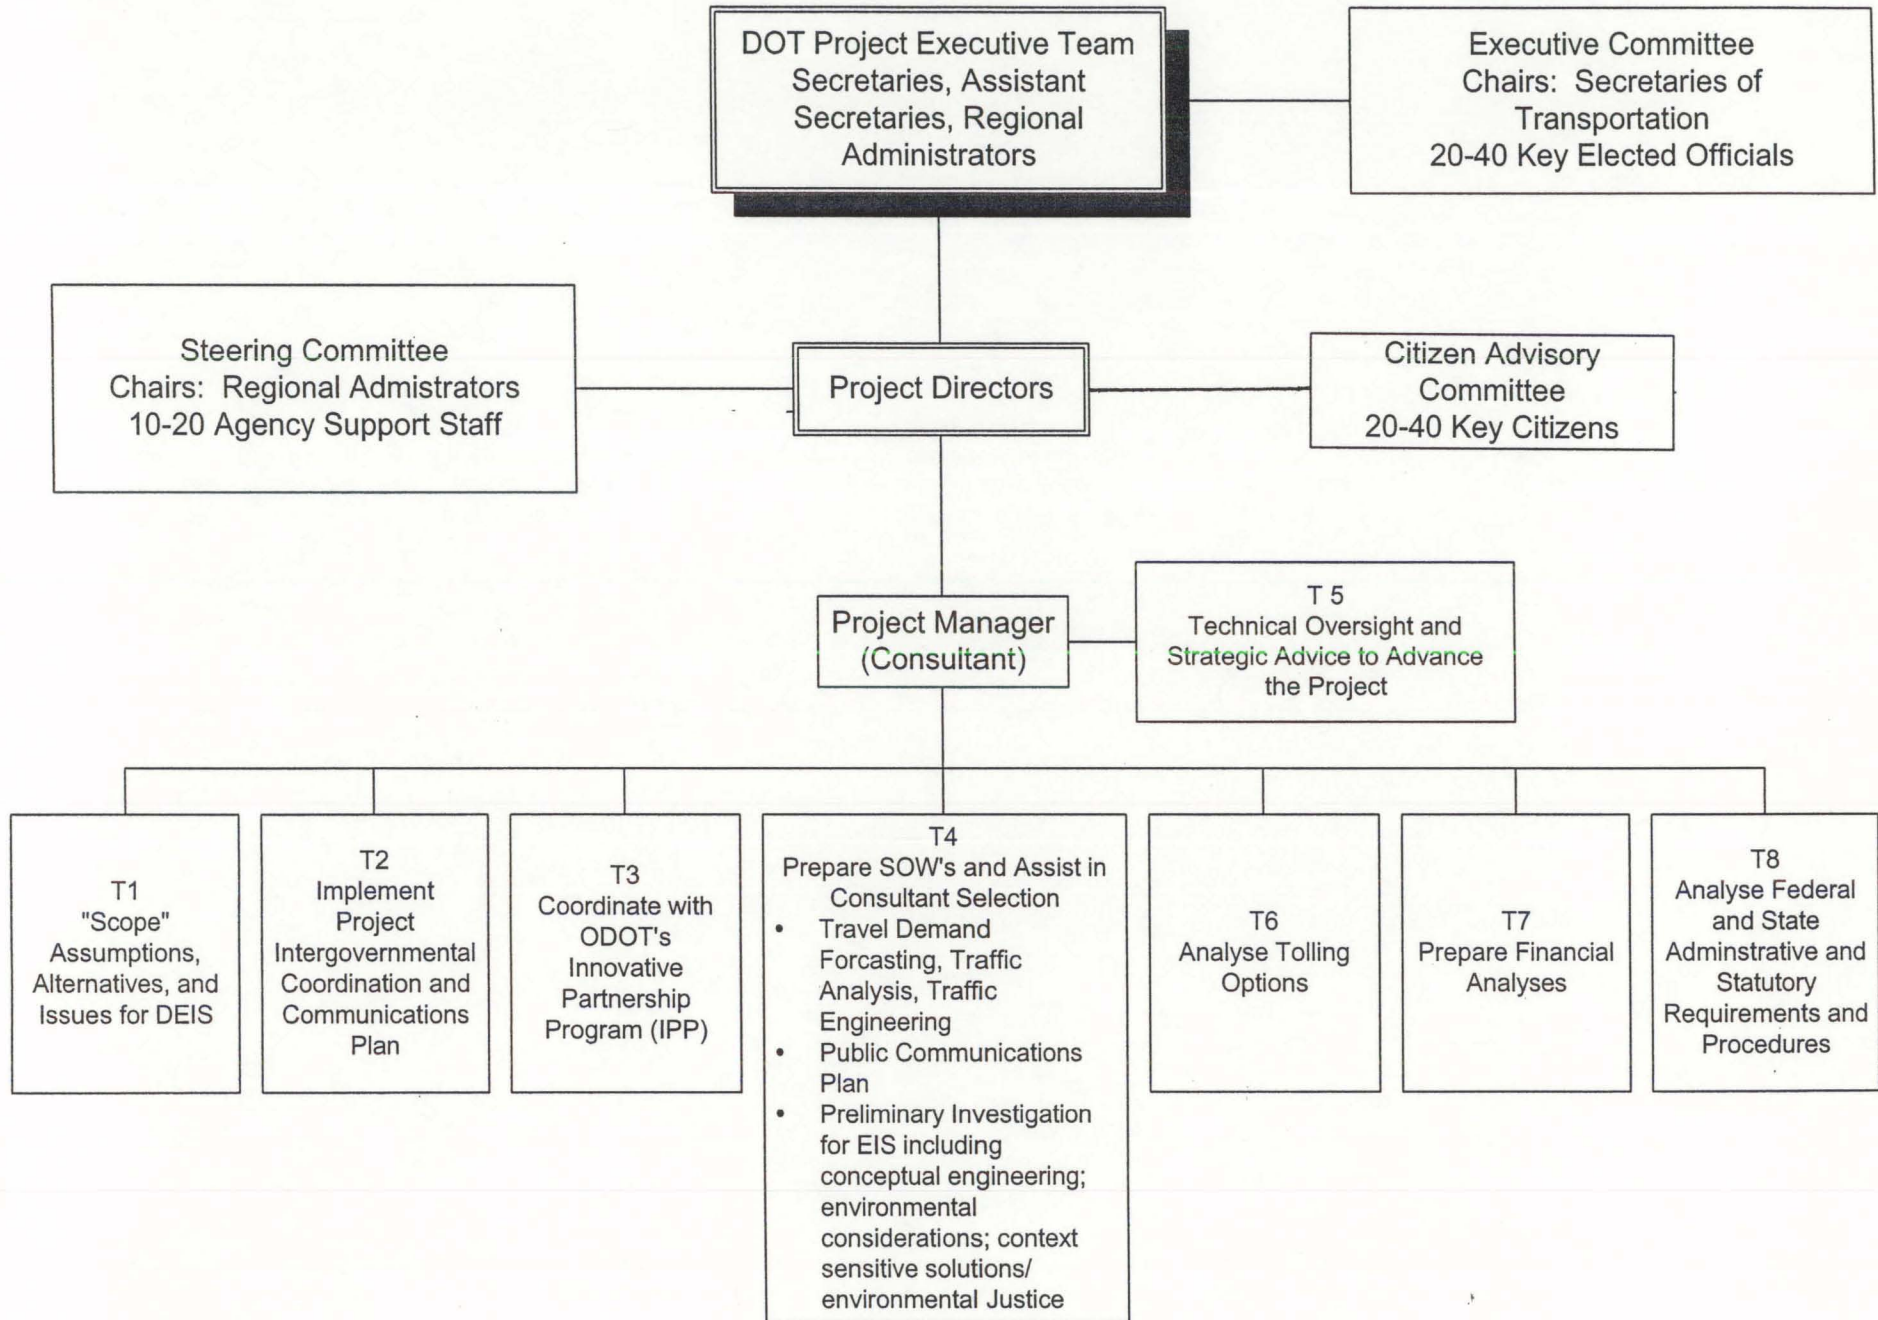 DOT Project Executive Team
Secretaries, Assistant
Secretaries, Regional
Administrators
Executive Committee
Chairs:  Secretaries of
Transportation
20-40 Key Elected Officials
Steering Committee
Chairs:  Regional Admistrators
10-20 Agency Support Staff
Project Directors
Citizen Advisory
Committee
20-40 Key Citizens
Project Manager
(Consultant)
T 5
Technical Oversight and
Strategic Advice to Advance
the Project
T1
"Scope"
Assumptions,
Alternatives, and
Issues for DEIS
T2
Implement
Project
Intergovernmental
Coordination and
Communications
Plan
T3
Coordinate with
ODOT's
Innovative
Partnership
Program (IPP)
T4
Prepare SOW's and Assist in
Consultant Selection
• Travel Demand
Forcasting, Traffic
Analysis, Traffic
Engineering
• Public Communications
Plan
• Preliminary Investigation
for EIS including
conceptual engineering;
environmental
considerations; context
sensitive solutions/
environmental Justice
T6
Analyse Tolling
Options
T7
Prepare Financial
Analyses
T8
Analyse Federal
and State
Adminstrative and
Statutory
Requirements and
Procedures